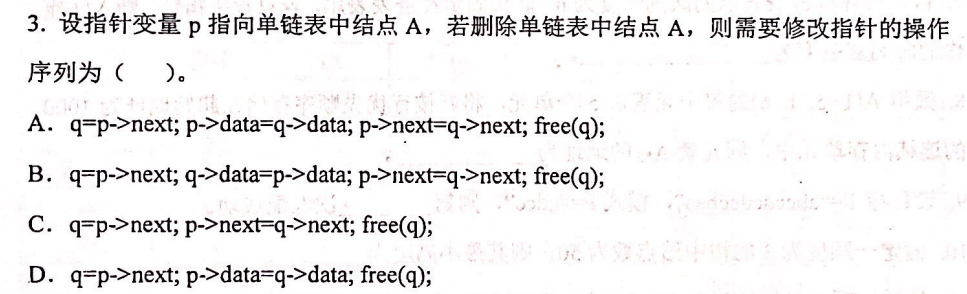 3. 设指针变量 p 指向单链表中结点 A，若删除单链表中结点 A，则需要修改指针的操作
序列为（ ）。
A. q=p->next; p->data=q->data; p->next=q->next; free(q);
B. q=p->next; q->data=p->data; p->next=q->next; free(q);
C. q=p->next; p->next=q->next; free(q);
D. q=p->next; p->data=q->data; free(q);